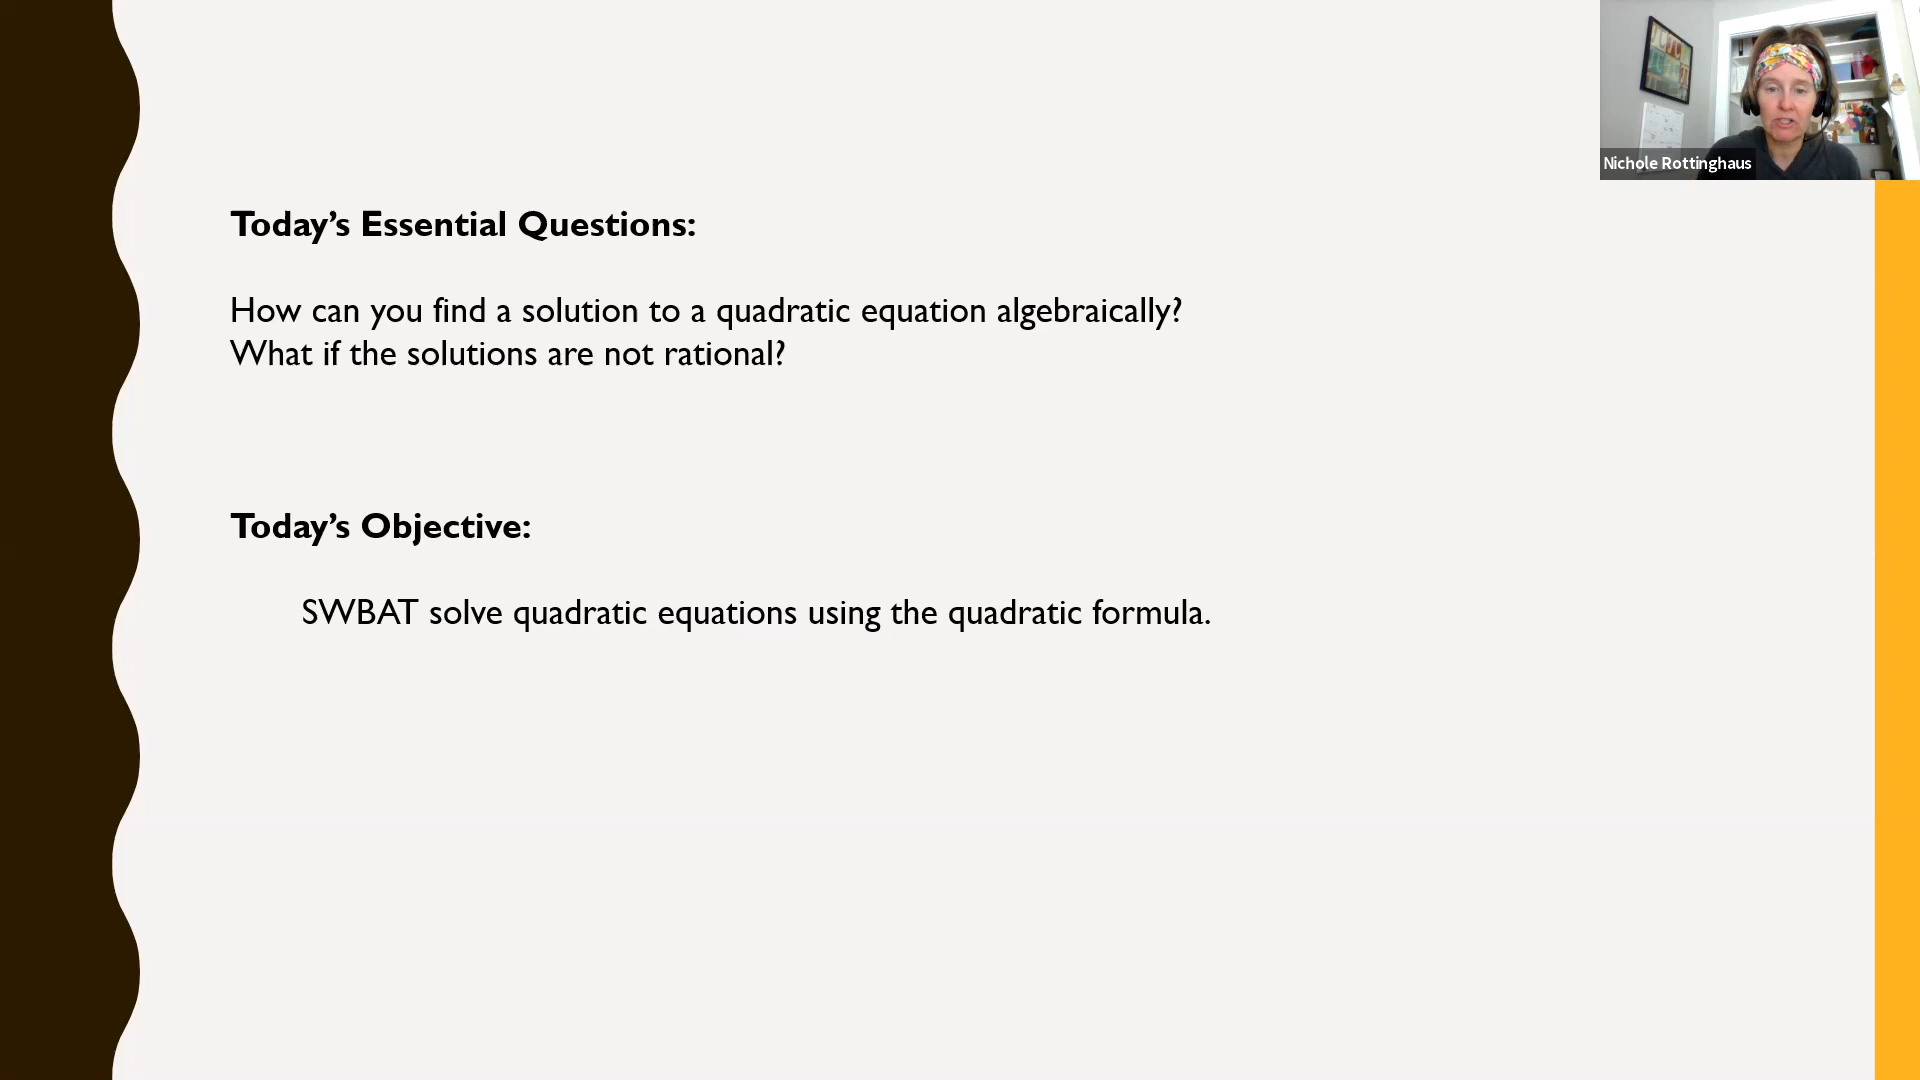 Nichole Rottinghaus
Today’s Essential Questions:
How can you find a solution to a quadratic equation algebraically?
What if the solutions are not rational?
Today’s Objective:
SWBAT solve quadratic equations using the quadratic formula.